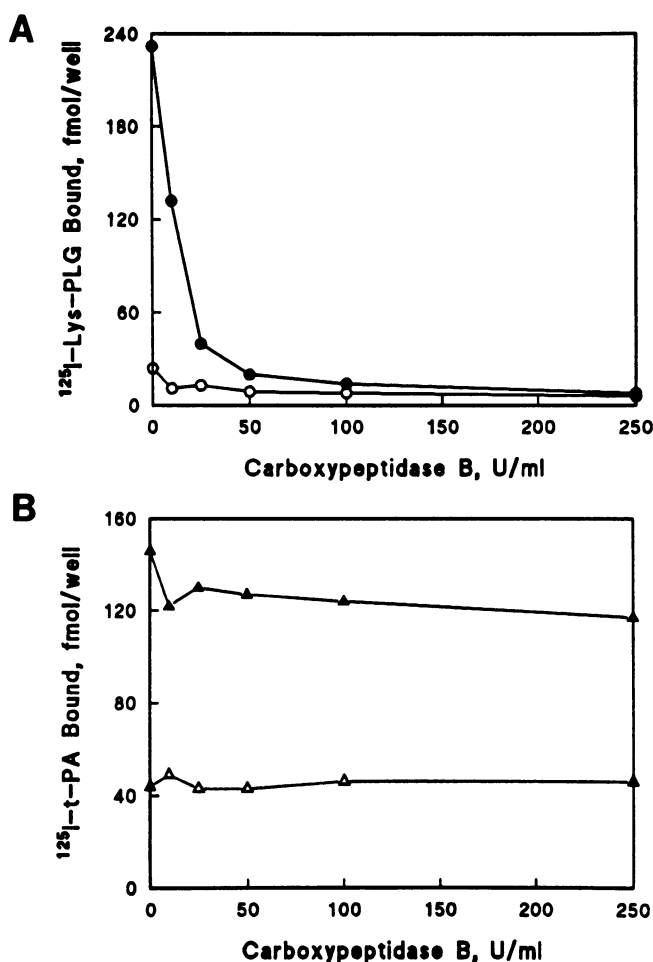 A
¹²⁵I–Lys–PLG Bound, fmol/well
240
180
120
60
0
0 50 100 150 200 250
Carboxypeptidase B, U/ml
B
¹²⁵I–t–PA Bound, fmol/well
160
120
80
40
0
0 50 100 150 200 250
Carboxypeptidase B, U/ml